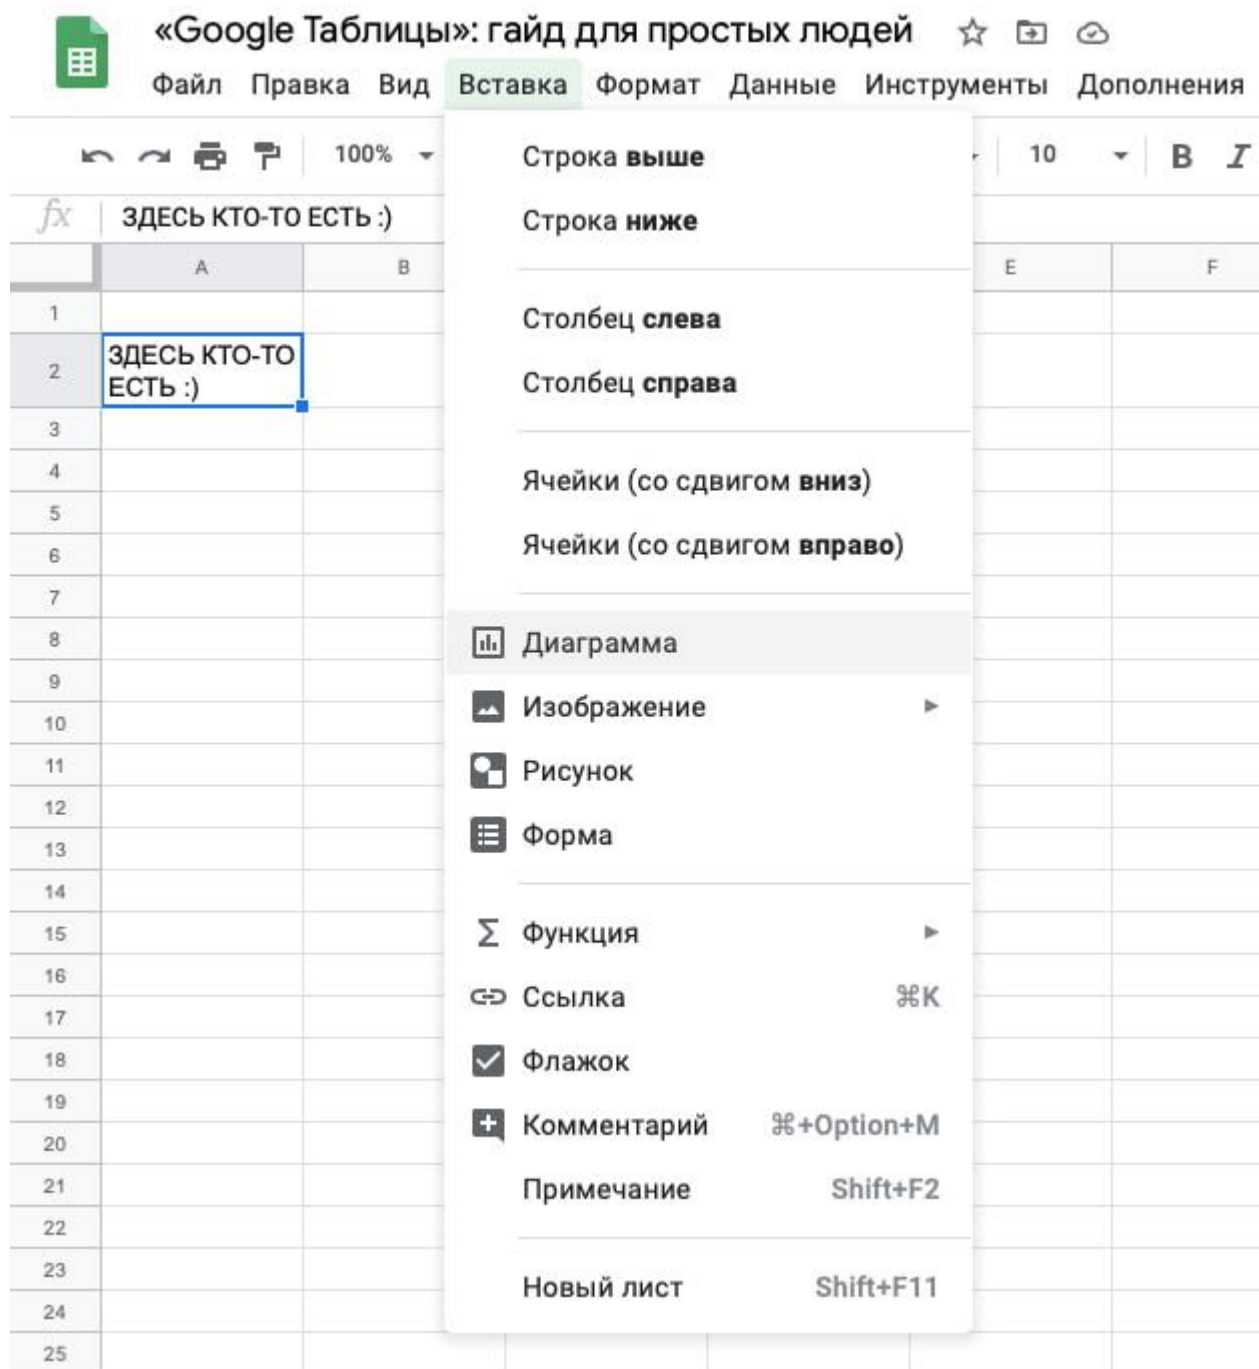 «Google Таблицы»: гайд для простых людей
Файл Правка Вид Вставка Формат Данные Инструменты Дополнения
100% 10 B I
fx ЗДЕСЬ КТО-ТО ЕСТЬ :)
A B E F
1
2 ЗДЕСЬ КТО-ТО
ЕСТЬ :)
3
4
5
6
7
8
9
10
11
12
13
14
15
16
17
18
19
20
21
22
23
24
25
Строка выше
Строка ниже
Столбец слева
Столбец справа
Ячейки (со сдвигом вниз)
Ячейки (со сдвигом вправо)
Диаграмма
Изображение
Рисунок
Форма
Σ Функция
Ссылка ⌘K
Флажок
Комментарий ⌘+Option+M
Примечание Shift+F2
Новый лист Shift+F11